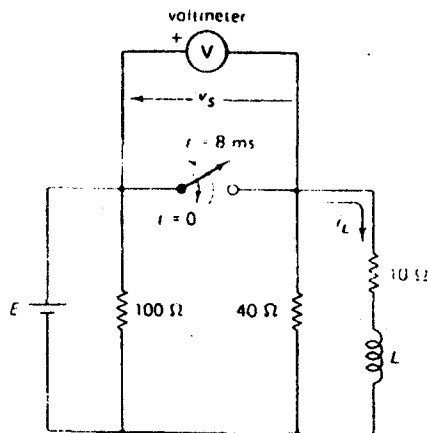 voltmeter
+
V
v_S
t = 8 ms
t = 0
i_L
10 Ω
E
100 Ω
40 Ω
L